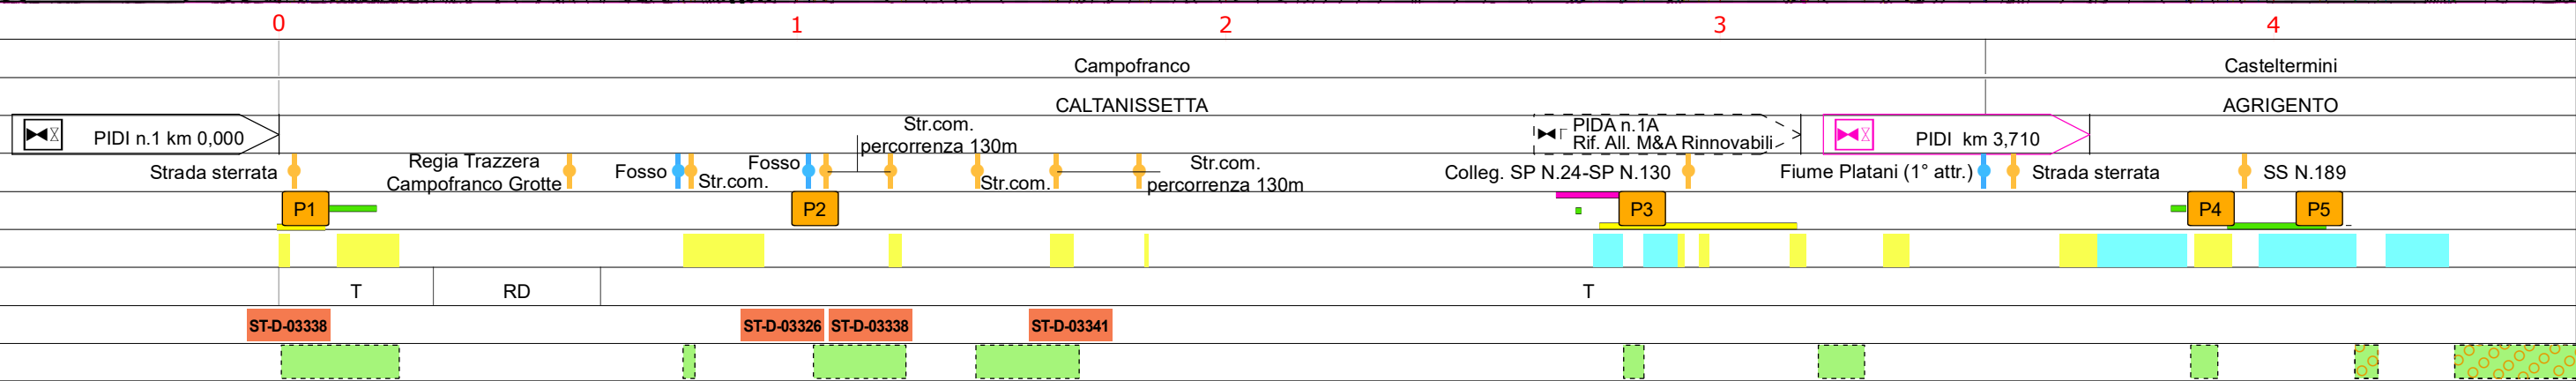 0 1 2 3 4
Campofranco Casteltermini
CALTANISSETTA AGRIGENTO
PIDI n.1 km 0,000
Str.com.
percorrenza 130m
PIDA n.1A
Rif. All. M&A Rinnovabili
PIDI km 3,710
Strada sterrata
Regia Trazzera
Campofranco Grotte
Fosso
Str.com.
Fosso
Str.com.
Str.com.
percorrenza 130m
Colleg. SP N.24-SP N.130
Fiume Platani (1° attr.)
Strada sterrata
SS N.189
P1 P2 P3 P4 P5
T RD T
ST-D-03338 ST-D-03326 ST-D-03338 ST-D-03341